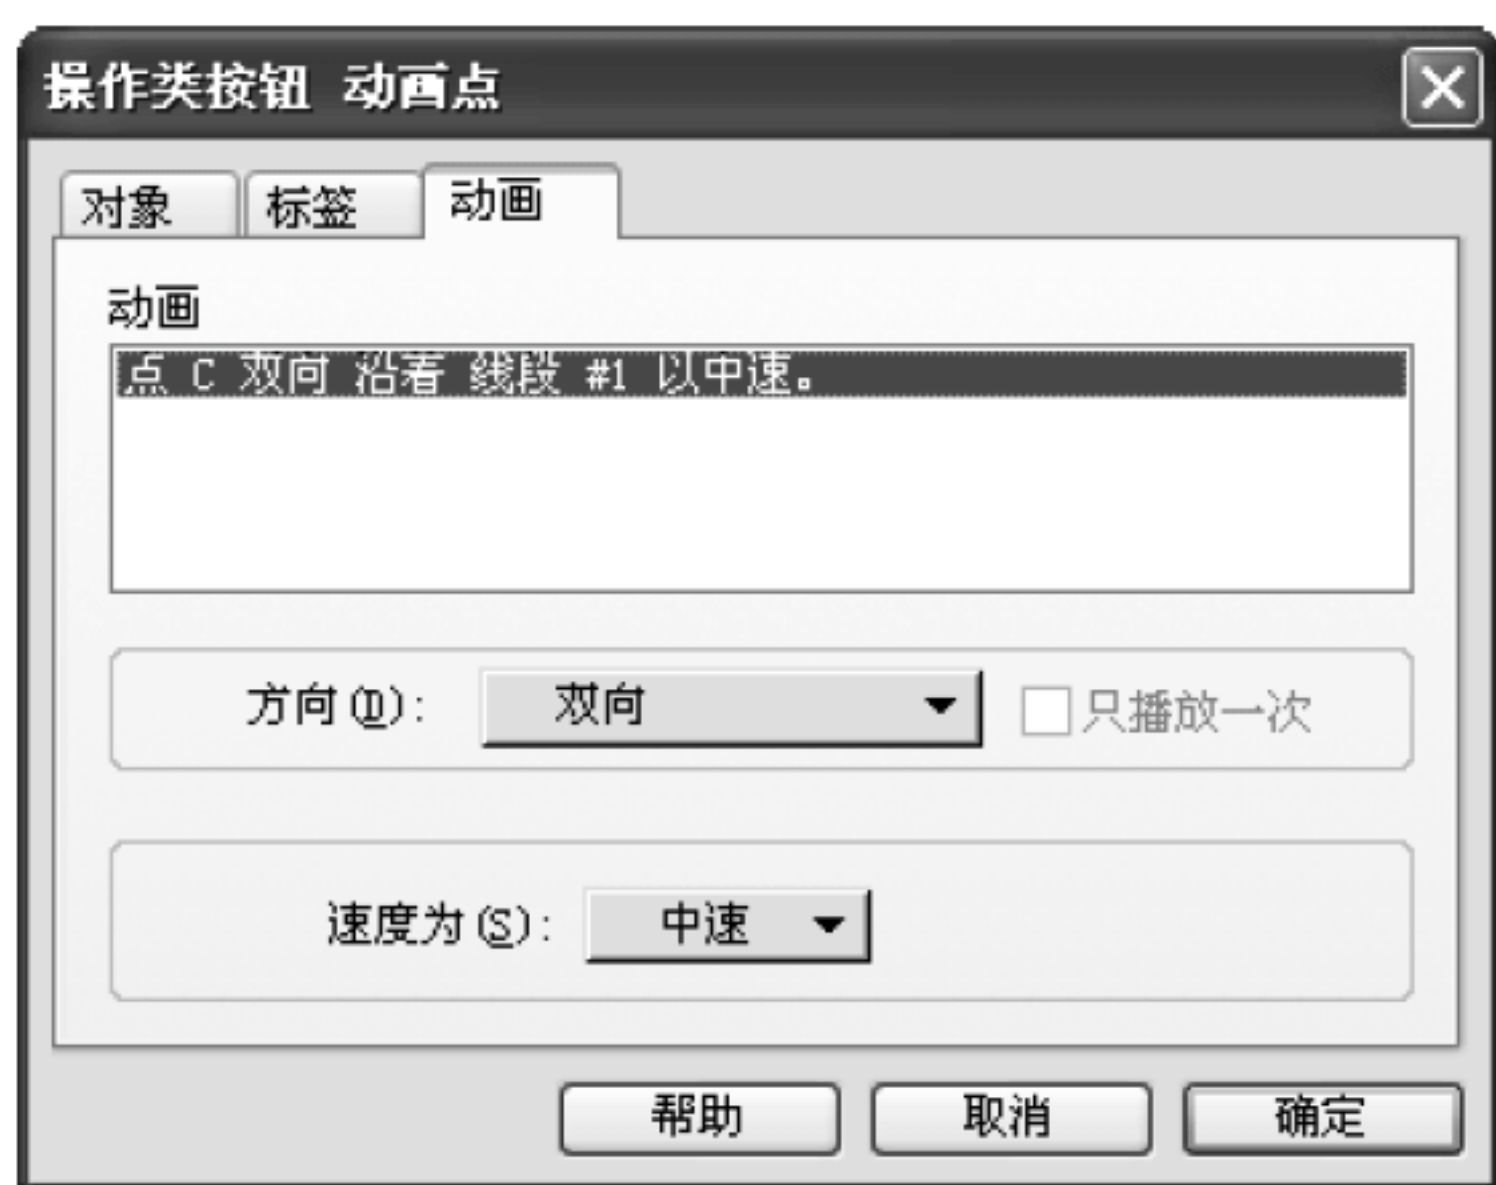 操作类按钮 动画点
对象 标签 动画
动画
点 C 双向 沿着 线段 #1 以中速。
方向(D): 双向 只播放一次
速度为(S): 中速
帮助 取消 确定